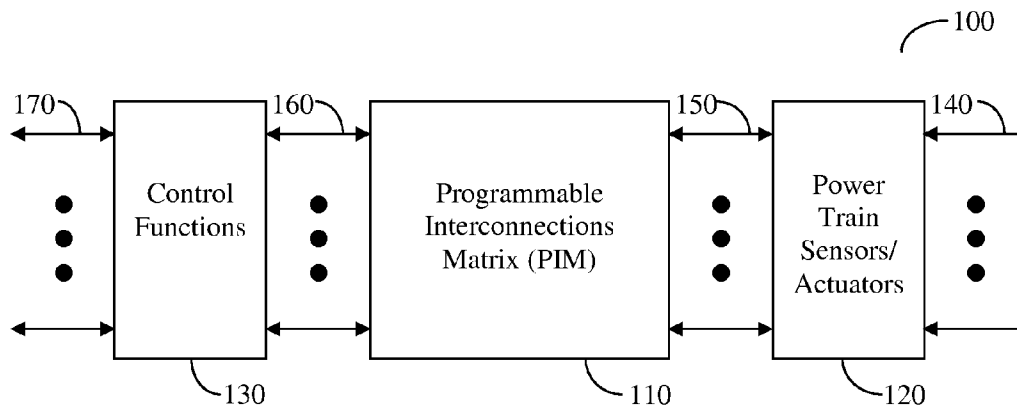 100
170
160
150
140
Control
Functions
Programmable
Interconnections
Matrix (PIM)
Power
Train
Sensors/
Actuators
130
110
120